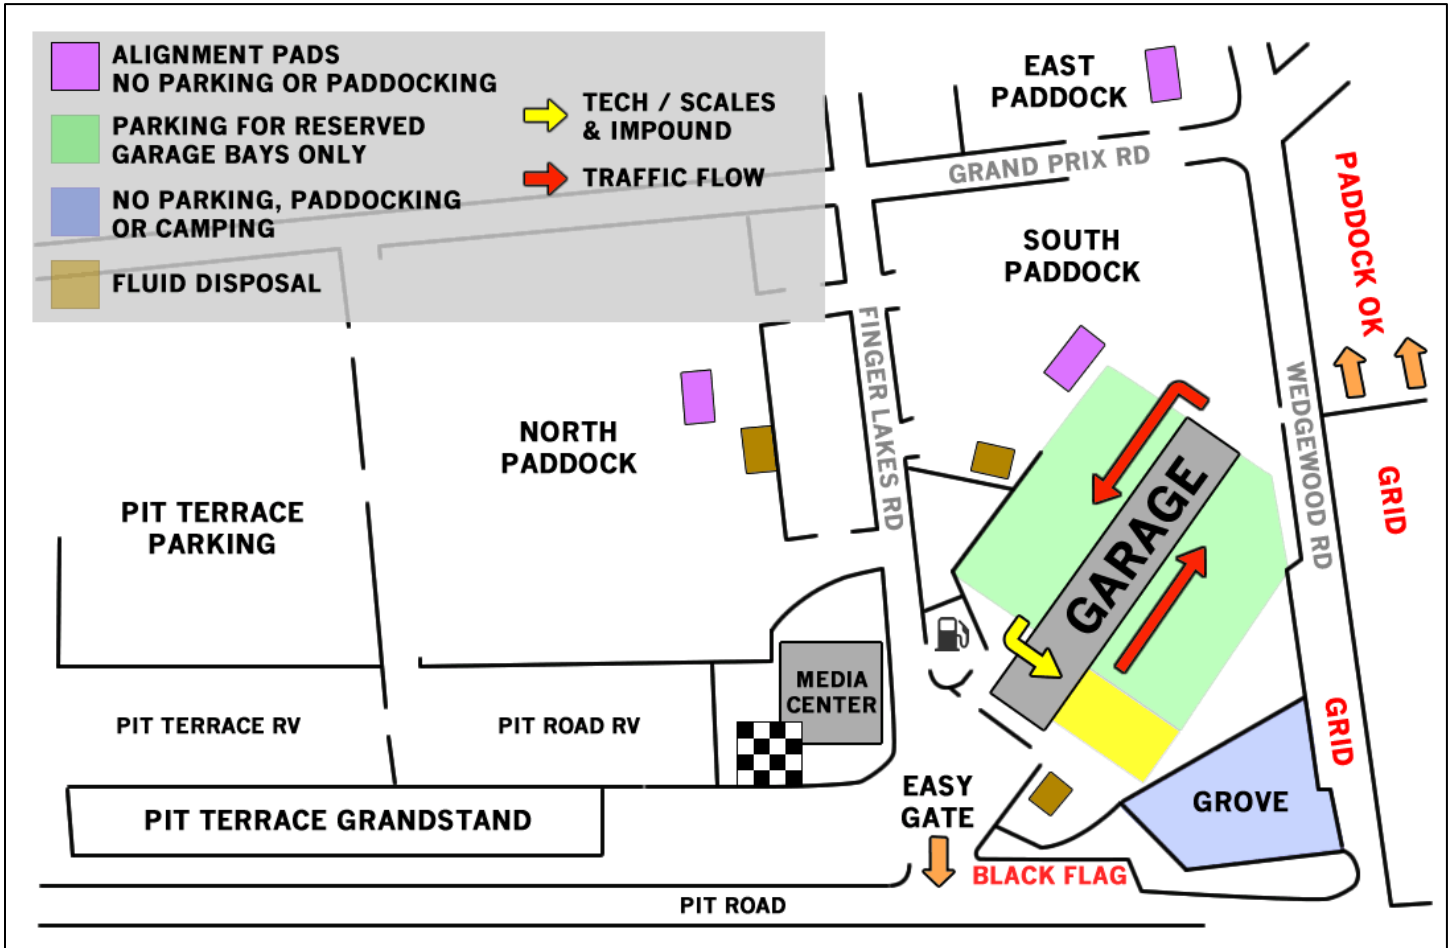 ALIGNMENT PADS
NO PARKING OR PADDOCKING
PARKING FOR RESERVED
GARAGE BAYS ONLY
NO PARKING, PADDOCKING
OR CAMPING
FLUID DISPOSAL
TECH / SCALES
& IMPOUND
TRAFFIC FLOW
EAST
PADDOCK
GRAND PRIX RD
PADDOCK OK
SOUTH
PADDOCK
FINGER LAKES RD
WEDGEWOOD RD
NORTH
PADDOCK
GRID
PIT TERRACE
PARKING
GARAGE
MEDIA
CENTER
PIT TERRACE RV
PIT ROAD RV
GRID
EASY
GATE
GROVE
PIT TERRACE GRANDSTAND
BLACK FLAG
PIT ROAD